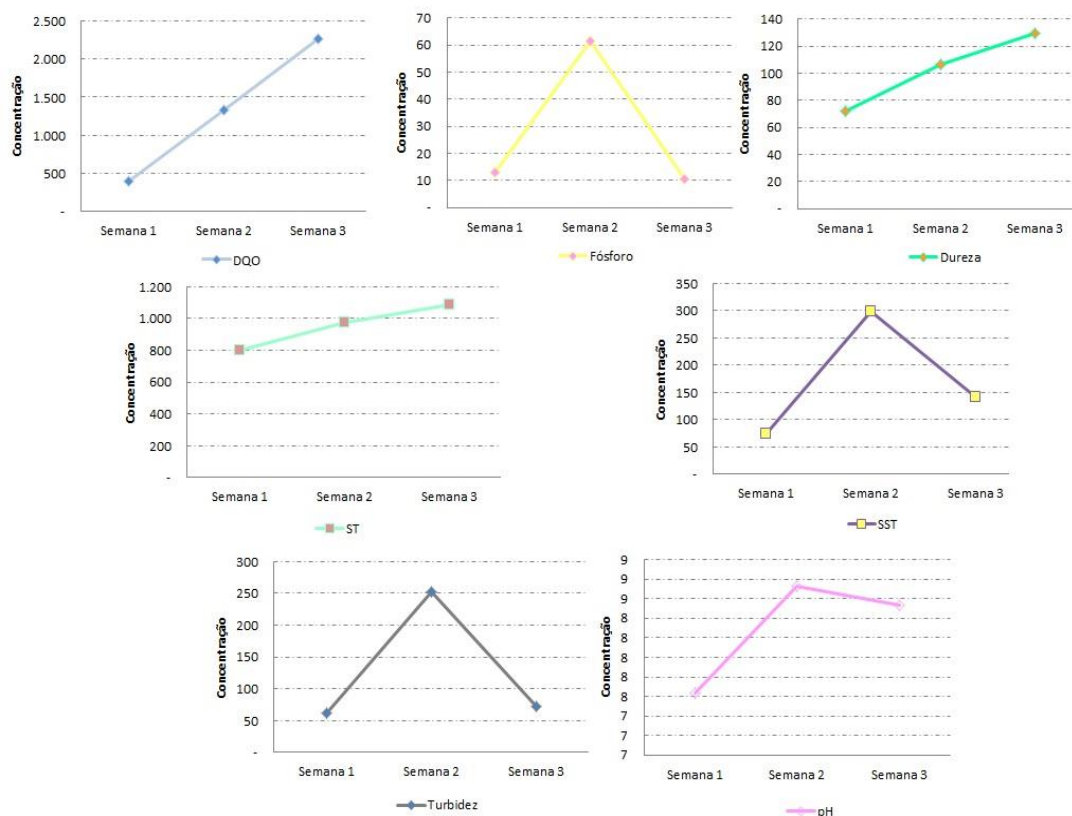 2.500
2.000
1.500
1.000
500
-
Concentração
Semana 1 Semana 2 Semana 3
DQO
70
60
50
40
30
20
10
-
Concentração
Semana 1 Semana 2 Semana 3
Fósforo
140
120
100
80
60
40
20
-
Concentração
Semana 1 Semana 2 Semana 3
Dureza
1.200
1.000
800
600
400
200
-
Concentração
Semana 1 Semana 2 Semana 3
ST
350
300
250
200
150
100
50
-
Concentração
Semana 1 Semana 2 Semana 3
SST
300
250
200
150
100
50
-
Concentração
Semana 1 Semana 2 Semana 3
Turbidez
9
9
9
8
8
8
8
8
7
7
7
Concentração
Semana 1 Semana 2 Semana 3
pH